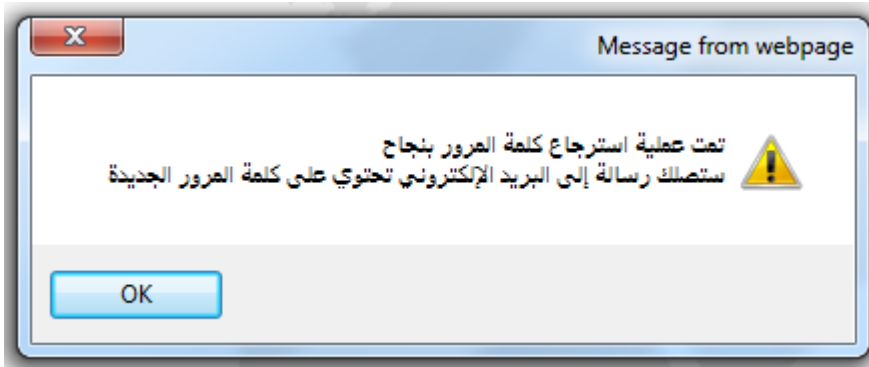 Message from webpage
تمت عملية استرجاع كلمة المرور بنجاح
ستصلك رسالة إلى البريد الإلكتروني تحتوي على كلمة المرور الجديدة
OK